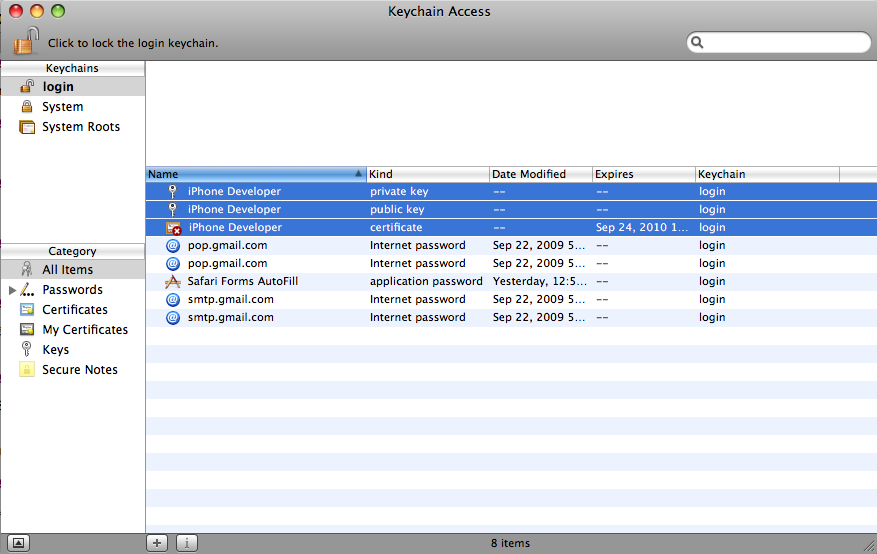 Keychain Access
Click to lock the login keychain.
Keychains
login
System
System Roots
Category
All Items
Passwords
Certificates
My Certificates
Keys
Secure Notes
Name Kind Date Modified Expires Keychain
iPhone Developer private key -- -- login
iPhone Developer public key -- -- login
iPhone Developer certificate -- Sep 24, 2010 1... login
pop.gmail.com Internet password Sep 22, 2009 5... -- login
pop.gmail.com Internet password Sep 22, 2009 5... -- login
Safari Forms AutoFill application password Yesterday, 12:5... -- login
smtp.gmail.com Internet password Sep 22, 2009 5... -- login
smtp.gmail.com Internet password Sep 22, 2009 5... -- login
8 items